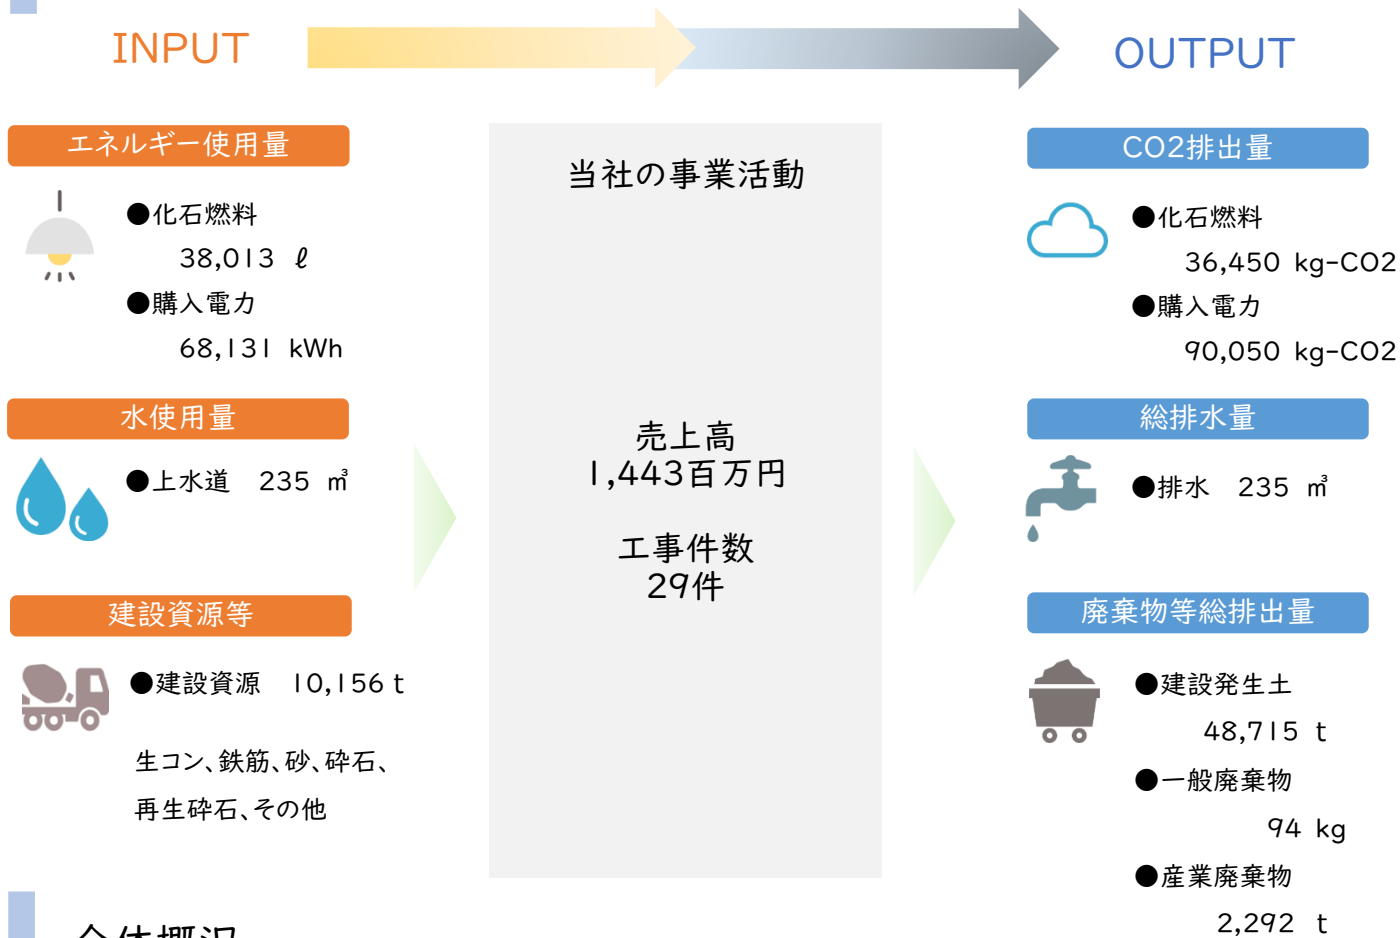 INPUT
OUTPUT
エネルギー使用量
●化石燃料
38,013 ℓ
●購入電力
68,131 kWh
水使用量
●上水道 235 ㎥
建設資源等
●建設資源 10,156 t
生コン、鉄筋、砂、砕石、
再生砕石、その他
当社の事業活動
売上高
1,443百万円
工事件数
29件
CO2排出量
●化石燃料
36,450 kg-CO2
●購入電力
90,050 kg-CO2
総排水量
●排水 235 ㎥
廃棄物等総排出量
●建設発生土
48,715 t
●一般廃棄物
94 kg
●産業廃棄物
2,292 t
全体概況